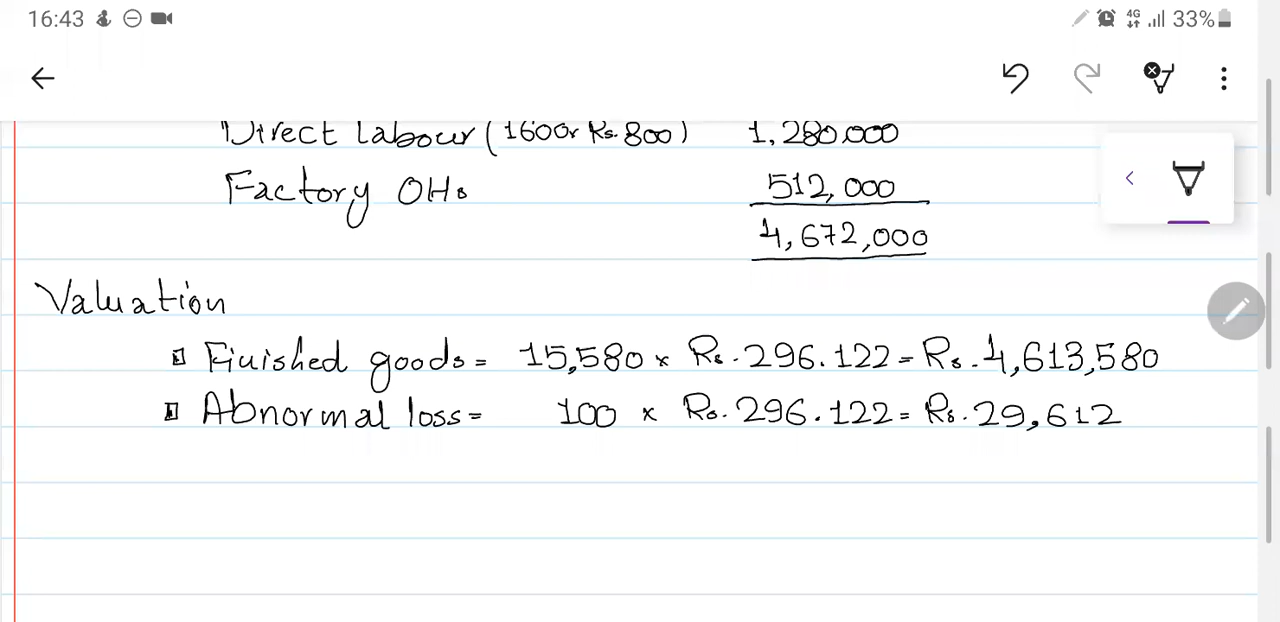 16:43 4G 33%
Direct labour (1600x Rs. 800) 1,280,000
Factory OHs 512,000
4,672,000
Valuation
Finished goods = 15,580 x Rs. 296.122 = Rs. 4,613,580
Abnormal loss = 100 x Rs. 296.122 = Rs. 29,612